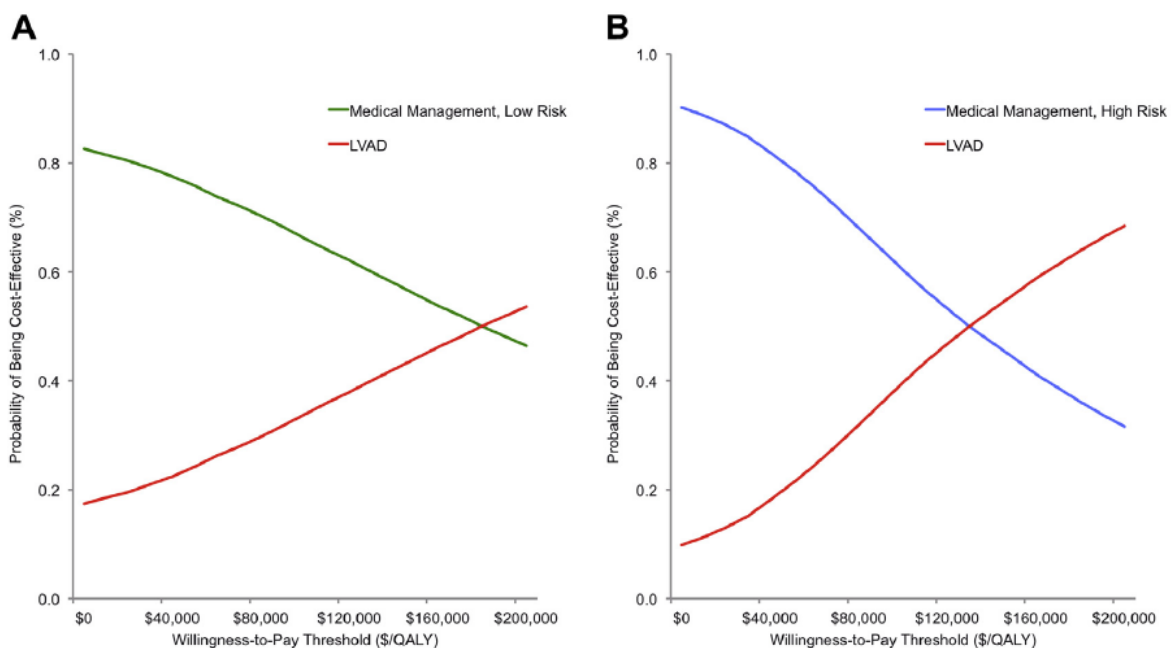 A
1.0
0.8
0.6
0.4
0.2
0.0
Probability of Being Cost-Effective (%)
Medical Management, Low Risk
LVAD
$0 $40,000 $80,000 $120,000 $160,000 $200,000
Willingness-to-Pay Threshold ($/QALY)
B
1.0
0.8
0.6
0.4
0.2
0.0
Probability of Being Cost-Effective (%)
Medical Management, High Risk
LVAD
$0 $40,000 $80,000 $120,000 $160,000 $200,000
Willingness-to-Pay Threshold ($/QALY)